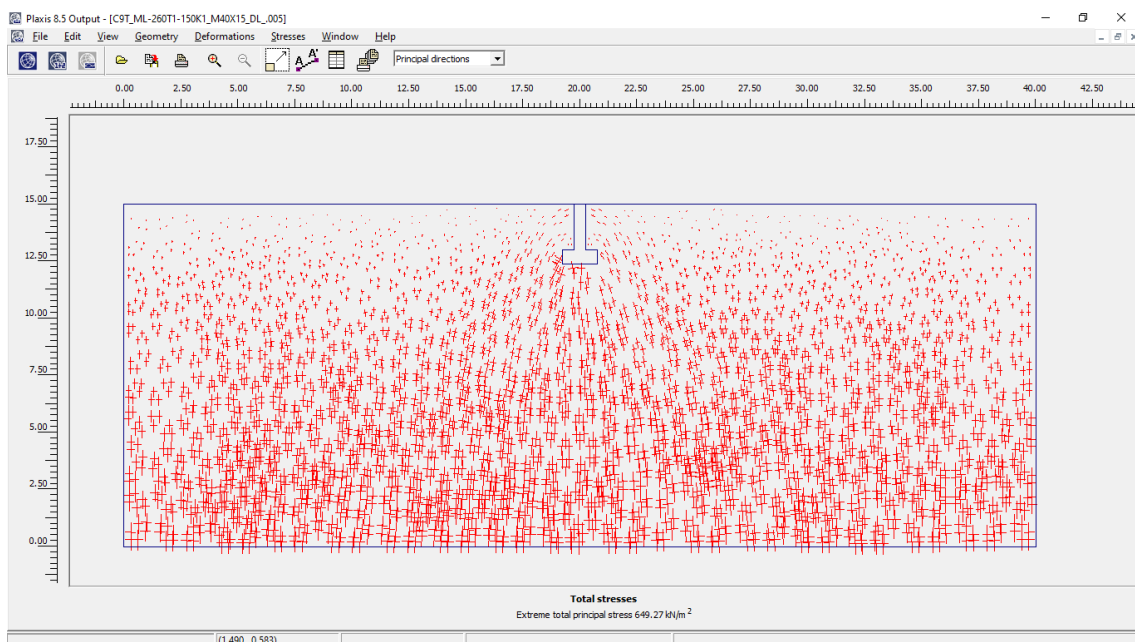 Plaxis 8.5 Output - [C9T_ML-260T1-150K1_M40X15_DL_.005]
File Edit View Geometry Deformations Stresses Window Help
Principal directions
0.00 2.50 5.00 7.50 10.00 12.50 15.00 17.50 20.00 22.50 25.00 27.50 30.00 32.50 35.00 37.50 40.00 42.50
17.50
15.00
12.50
10.00
7.50
5.00
2.50
0.00
Total stresses
Extreme total principal stress 649.27 kN/m²
(1.490, 0.583)